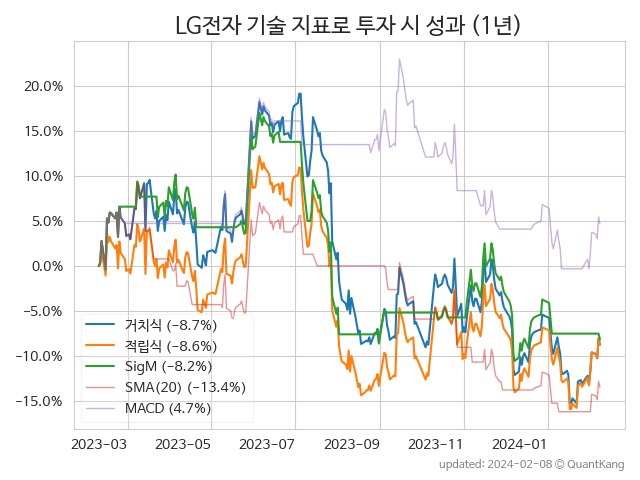 LG전자 기술 지표로 투자 시 성과 (1년)
20.0%
15.0%
10.0%
5.0%
0.0%
−5.0%
−10.0%
−15.0%
거치식 (−8.7%)
적립식 (−8.6%)
SigM (−8.2%)
SMA(20) (−13.4%)
MACD (4.7%)
2023-03 2023-05 2023-07 2023-09 2023-11 2024-01
updated: 2024-02-08 ⓒ QuantKang